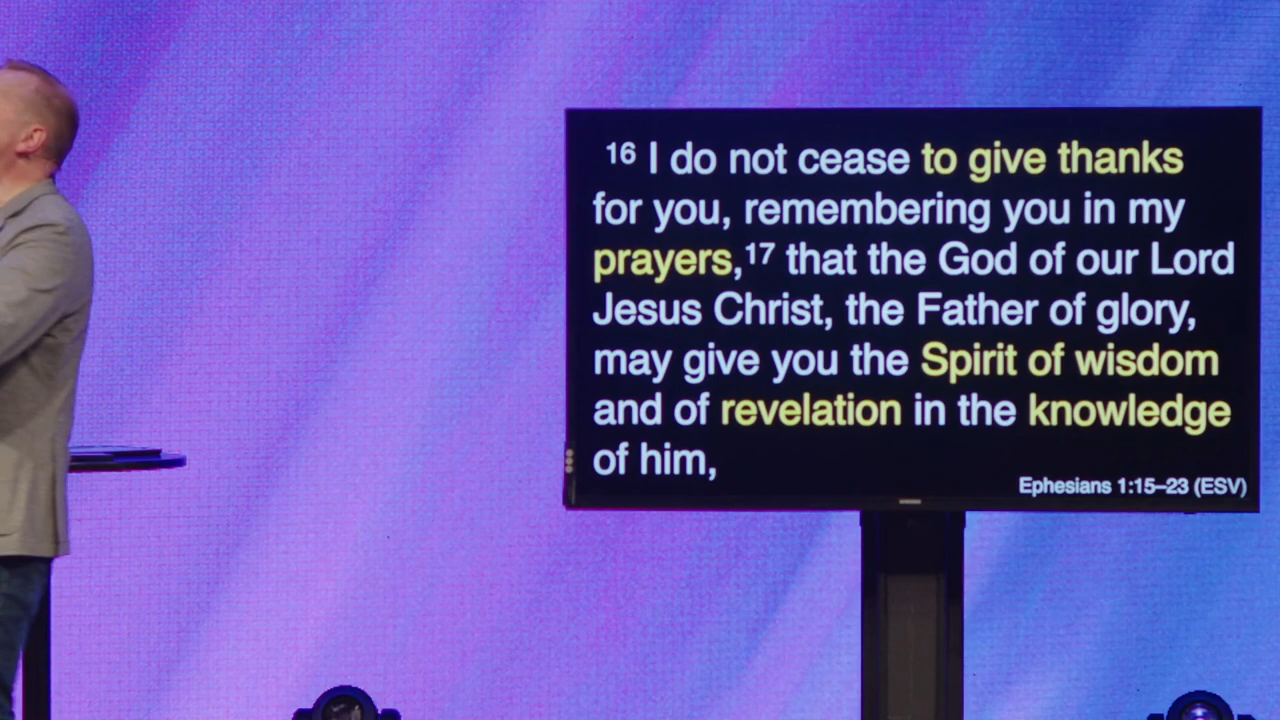 16 I do not cease to give thanks
for you, remembering you in my
prayers,17 that the God of our Lord
Jesus Christ, the Father of glory,
may give you the Spirit of wisdom
and of revelation in the knowledge
of him,
Ephesians 1:15–23 (ESV)